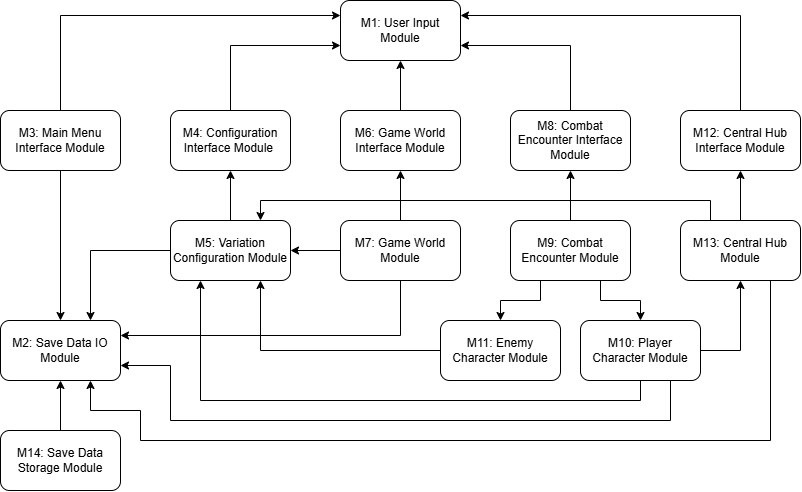 M1: User Input
Module
M3: Main Menu
Interface Module
M4: Configuration
Interface Module
M6: Game World
Interface Module
M8: Combat
Encounter Interface
Module
M12: Central Hub
Interface Module
M5: Variation
Configuration Module
M7: Game World
Module
M9: Combat
Encounter Module
M13: Central Hub
Module
M2: Save Data IO
Module
M11: Enemy
Character Module
M10: Player
Character Module
M14: Save Data
Storage Module